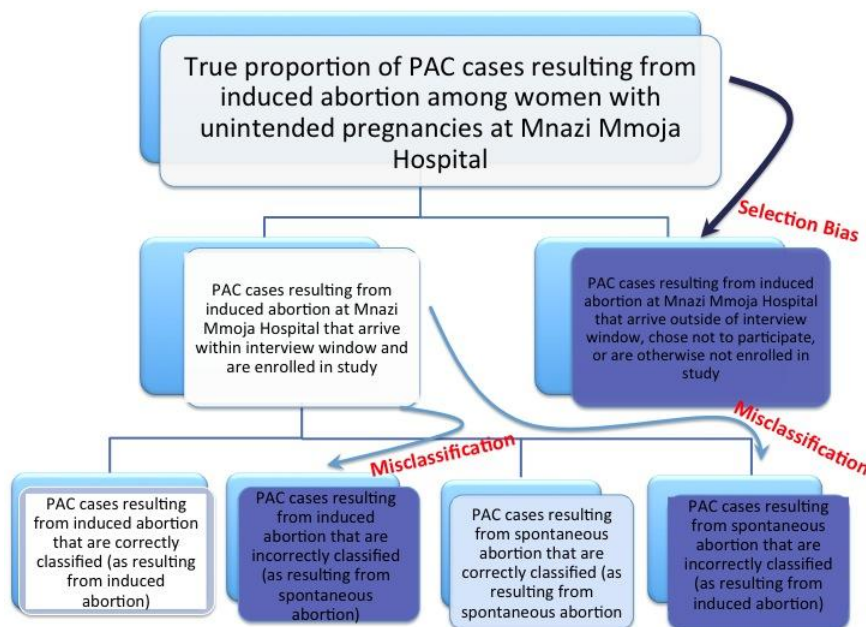 True proportion of PAC cases resulting from
induced abortion among women with
unintended pregnancies at Mnazi Mmoja
Hospital
Selection Bias
PAC cases resulting from
induced abortion at Mnazi
Mmoja Hospital that arrive
within interview window and
are enrolled in study
PAC cases resulting from induced
abortion at Mnazi Mmoja Hospital
that arrive outside of interview
window, chose not to participate,
or are otherwise not enrolled in
study
Misclassification
Misclassification
PAC cases resulting
from induced abortion
that are correctly
classified (as resulting
from induced
abortion)
PAC cases resulting
from induced
abortion that are
incorrectly classified
(as resulting from
spontaneous
abortion)
PAC cases resulting
from spontaneous
abortion that are
correctly classified (as
resulting from
spontaneous abortion
PAC cases resulting
from spontaneous
abortion that are
incorrectly classified
(as resulting from
induced abortion)